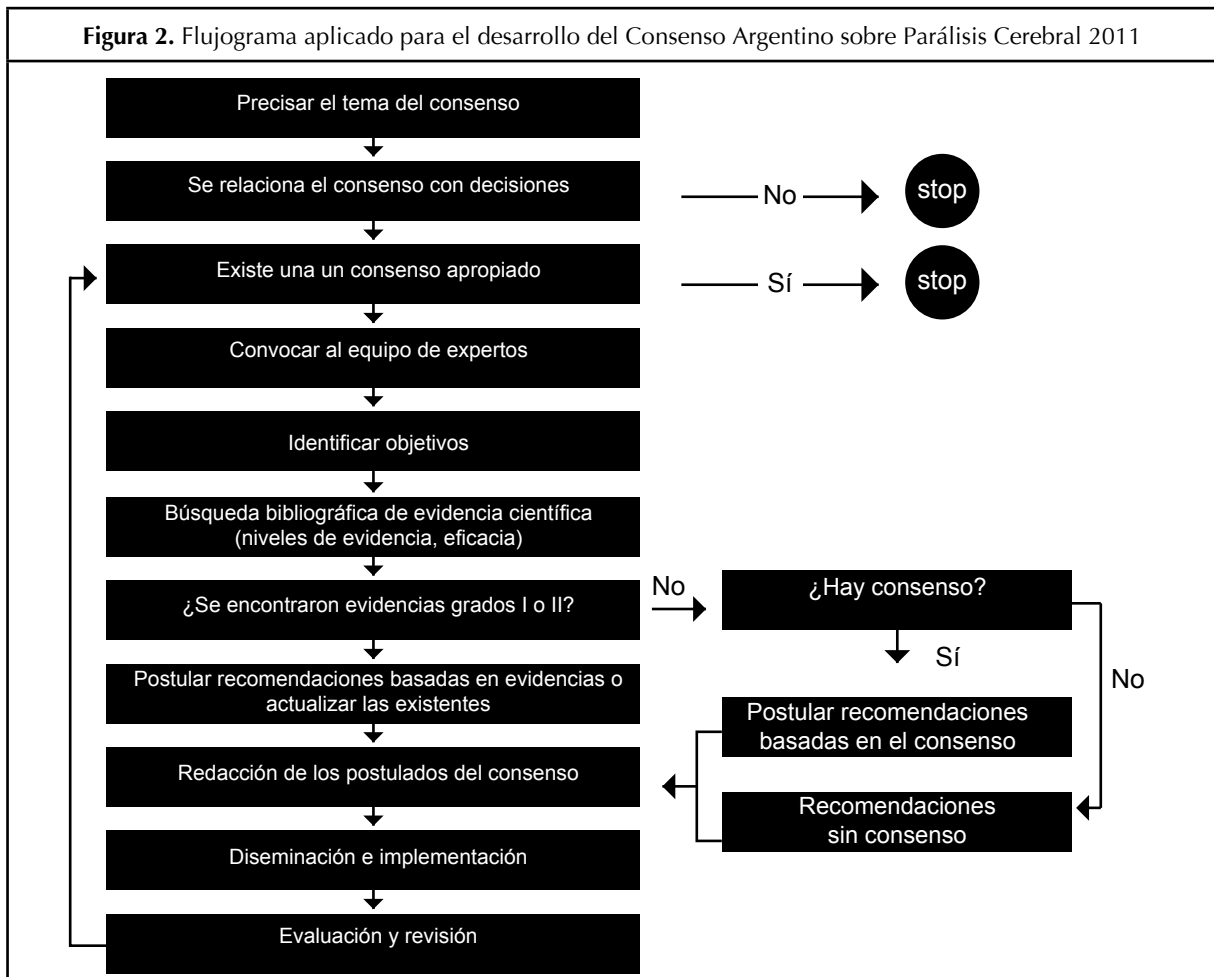 Figura 2. Flujograma aplicado para el desarrollo del Consenso Argentino sobre Parálisis Cerebral 2011
Precisar el tema del consenso
Se relaciona el consenso con decisiones
No
stop
Existe una un consenso apropiado
Sí
stop
Convocar al equipo de expertos
Identificar objetivos
Búsqueda bibliográfica de evidencia científica
(niveles de evidencia, eficacia)
¿Se encontraron evidencias grados I o II?
No
¿Hay consenso?
Sí
No
Postular recomendaciones basadas en evidencias o
actualizar las existentes
Postular recomendaciones
basadas en el consenso
Redacción de los postulados del consenso
Recomendaciones
sin consenso
Diseminación e implementación
Evaluación y revisión